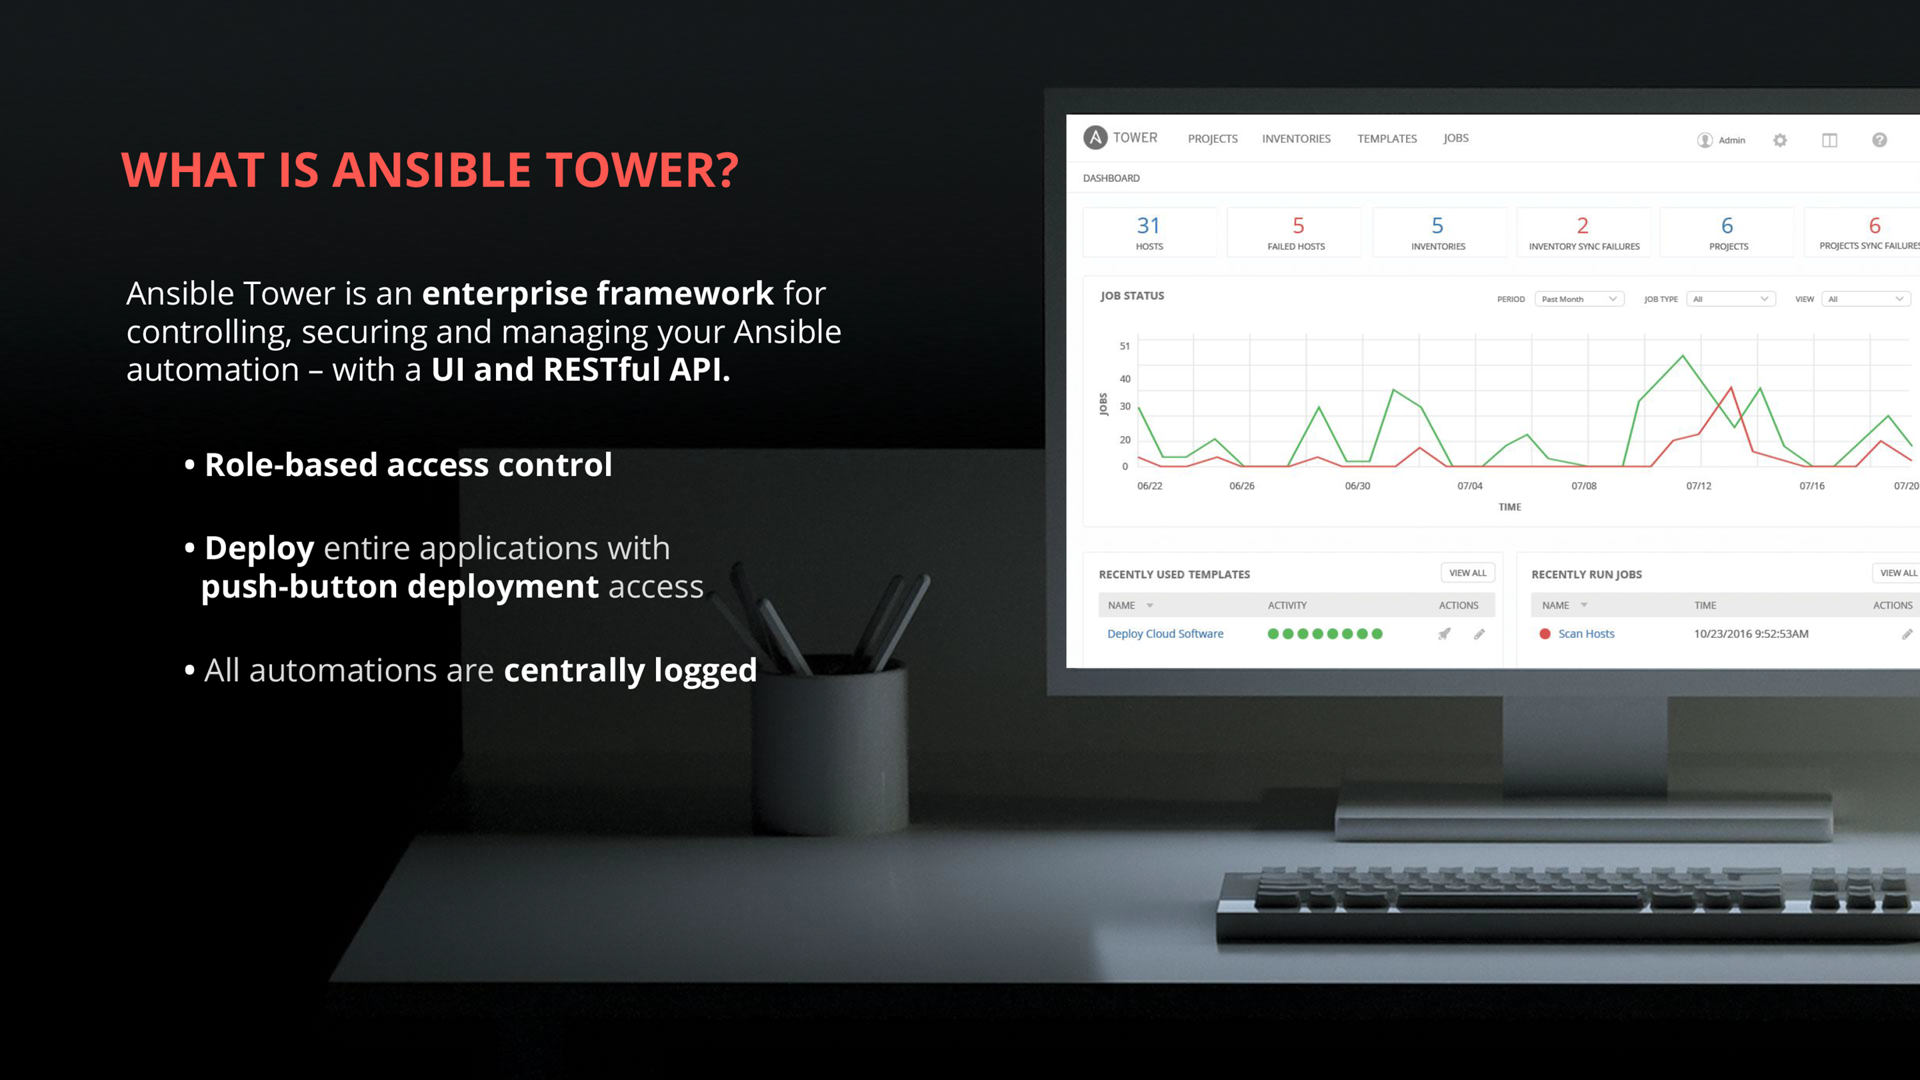 WHAT IS ANSIBLE TOWER?
Ansible Tower is an enterprise framework for
controlling, securing and managing your Ansible
automation – with a UI and RESTful API.
• Role-based access control
• Deploy entire applications with
push-button deployment access
• All automations are centrally logged
A TOWER PROJECTS INVENTORIES TEMPLATES JOBS Admin ?
DASHBOARD
31 5 5 2 6 6
HOSTS FAILED HOSTS INVENTORIES INVENTORY SYNC FAILURES PROJECTS PROJECTS SYNC FAILURES
JOB STATUS PERIOD Past Month JOB TYPE All VIEW All
51
40
30
20
0
JOBS
06/22 06/26 06/30 07/04 07/08 07/12 07/16 07/20
TIME
RECENTLY USED TEMPLATES VIEW ALL
NAME ACTIVITY ACTIONS
Deploy Cloud Software
RECENTLY RUN JOBS VIEW ALL
NAME TIME ACTIONS
Scan Hosts 10/23/2016 9:52:53AM